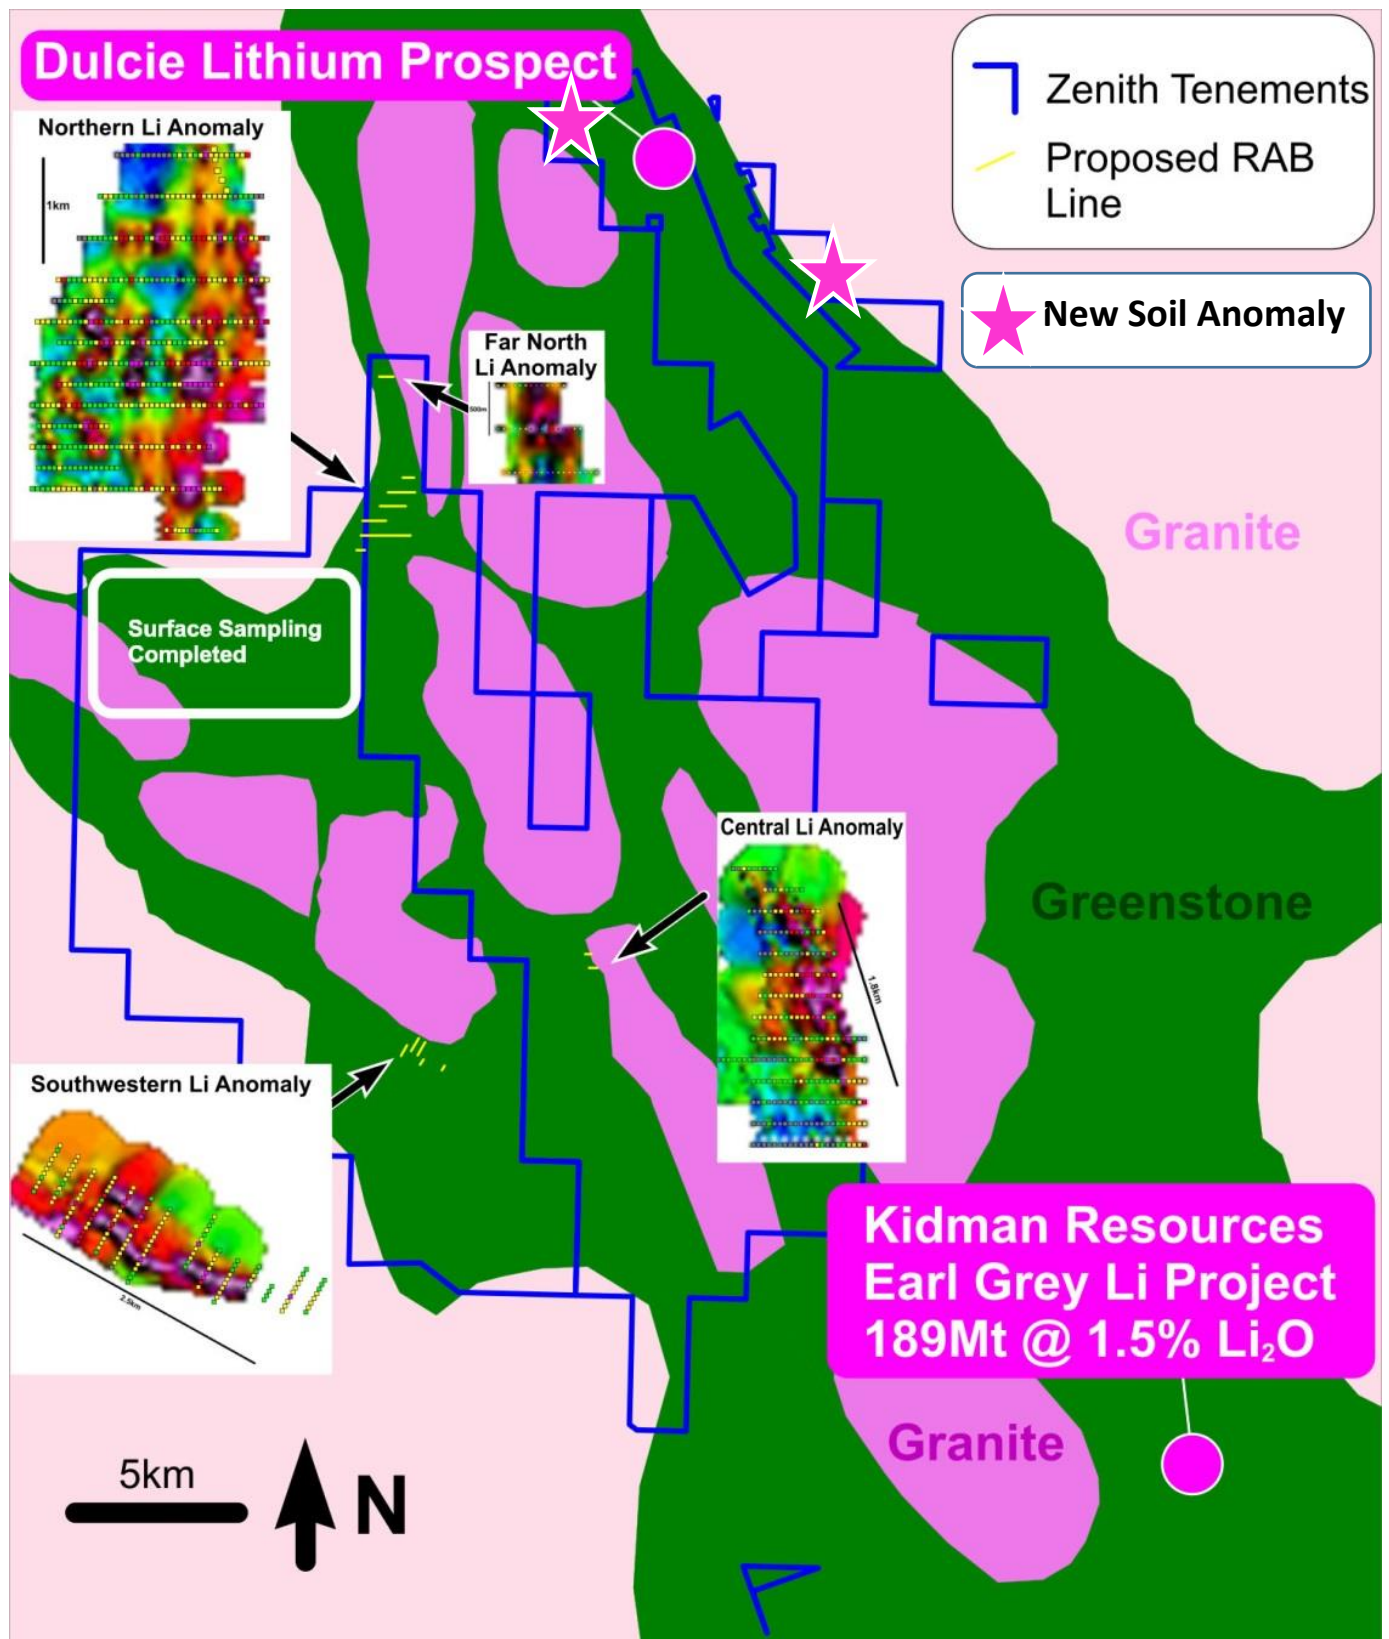 Dulcie Lithium Prospect
Zenith Tenements
Proposed RAB
Line
New Soil Anomaly
Northern Li Anomaly
1km
Far North
Li Anomaly
500m
Granite
Surface Sampling
Completed
Central Li Anomaly
1.8km
Greenstone
Southwestern Li Anomaly
2.5km
Kidman Resources
Earl Grey Li Project
189Mt @ 1.5% Li₂O
Granite
5km
N